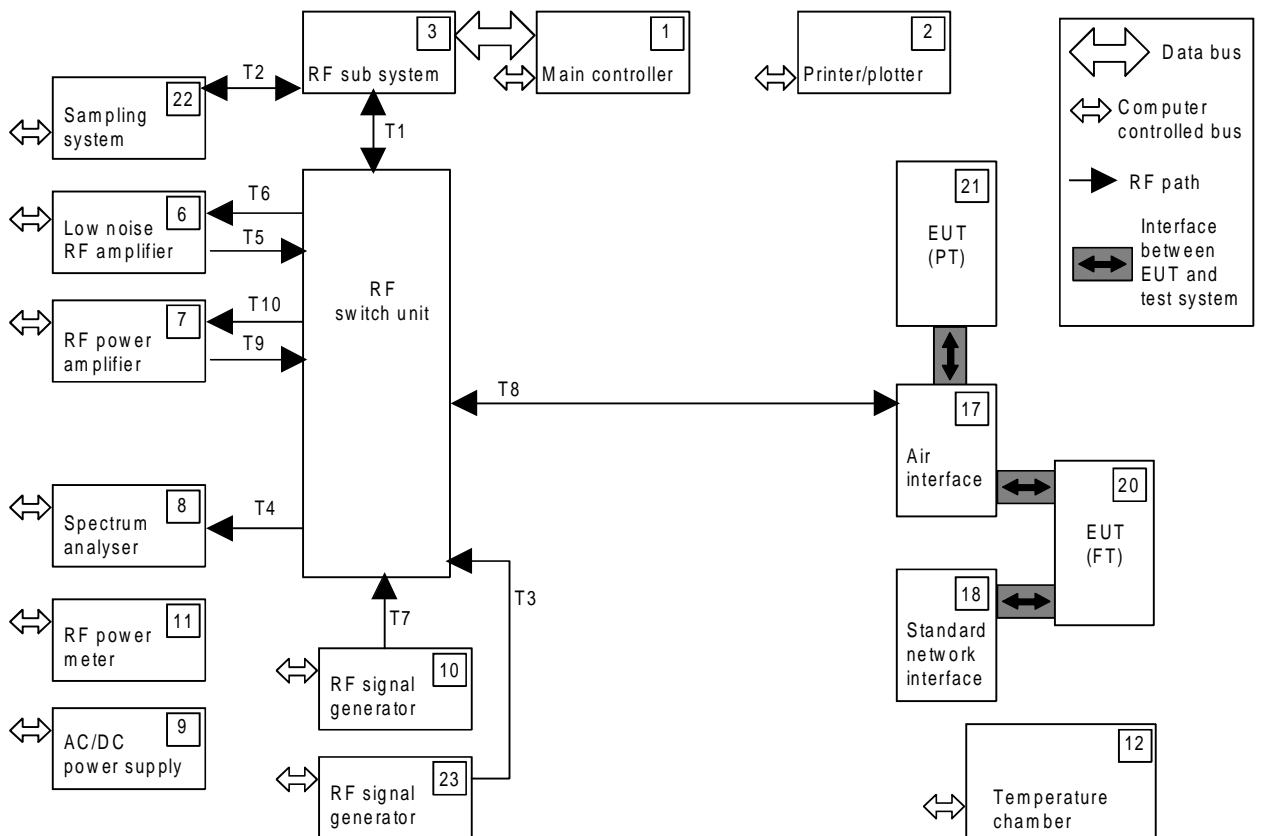 3
RF sub system
1
Main controller
2
Printer/plotter
Data bus
Computer
controlled bus
RF path
Interface
between
EUT and
test system
T2
22
Sampling
system
T1
T6
6
Low noise
RF amplifier
T5
RF
switch unit
T10
7
RF power
amplifier
T9
T8
21
EUT
(PT)
17
Air
interface
20
EUT
(FT)
8
Spectrum
analyser
T4
T3
18
Standard
network
interface
11
RF power
meter
T7
10
RF signal
generator
9
AC/DC
power supply
23
RF signal
generator
12
Temperature
chamber